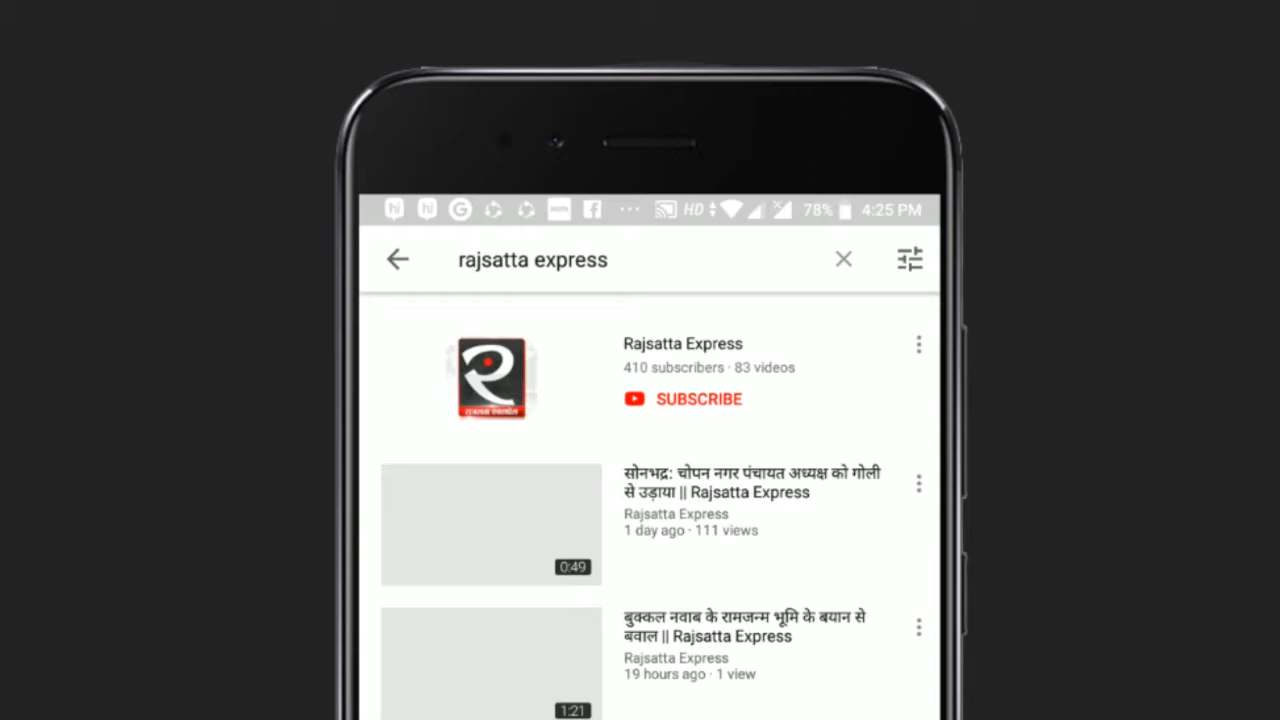 HD 78% 4:25 PM
rajsatta express
Rajsatta Express
410 subscribers · 83 videos
SUBSCRIBE
सोनभद्र: चोपन नगर पंचायत अध्यक्ष को गोली
से उड़ाया || Rajsatta Express
Rajsatta Express
1 day ago · 111 views
0:49
बुक्कल नवाब के रामजन्म भूमि के बयान से
बवाल || Rajsatta Express
Rajsatta Express
19 hours ago · 1 view
1:21